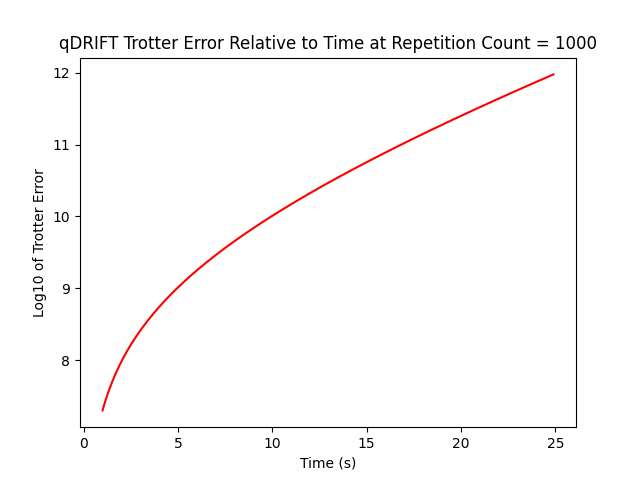 qDRIFT Trotter Error Relative to Time at Repetition Count = 1000
12
11
10
9
8
Log10 of Trotter Error
0 5 10 15 20 25
Time (s)